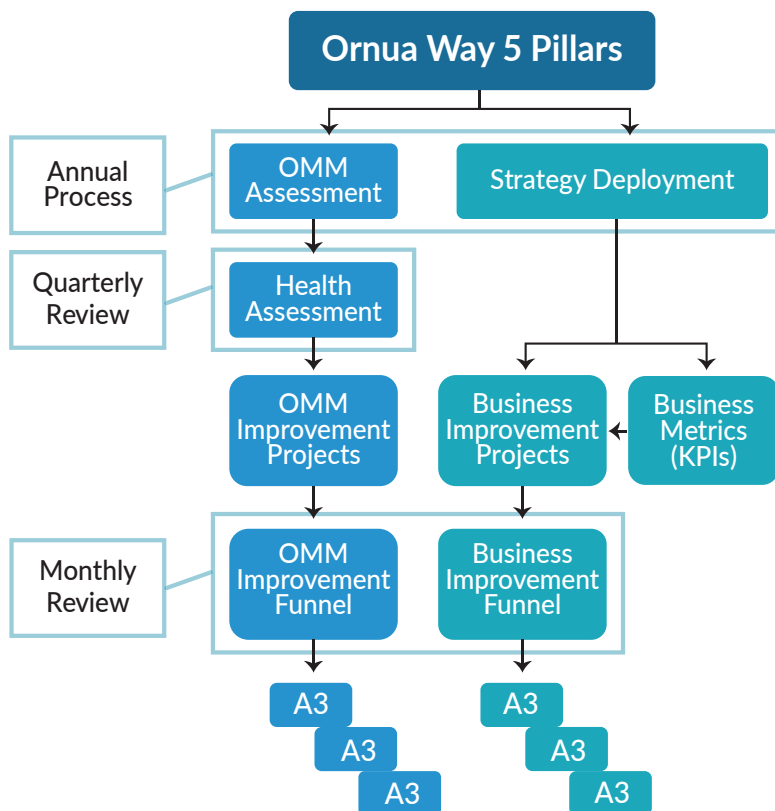 Ornua Way 5 Pillars
Annual
Process
OMM
Assessment
Strategy Deployment
Quarterly
Review
Health
Assessment
OMM
Improvement
Projects
Business
Improvement
Projects
Business
Metrics
(KPIs)
Monthly
Review
OMM
Improvement
Funnel
Business
Improvement
Funnel
A3
A3
A3
A3
A3
A3